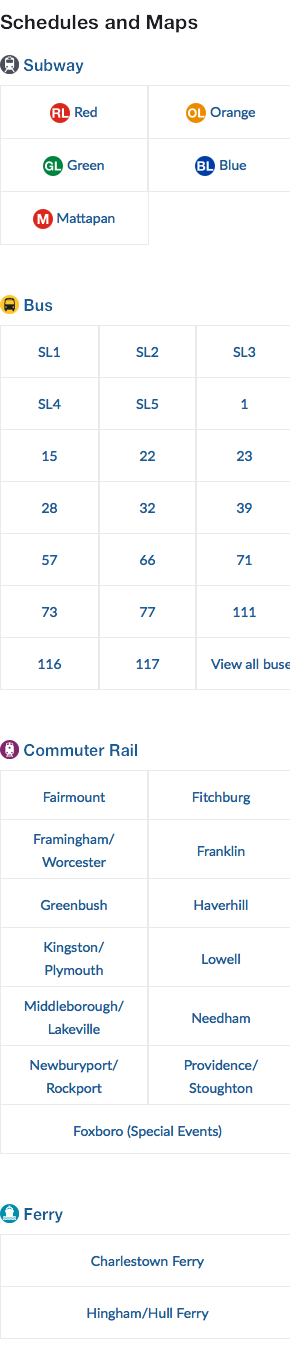 Schedules and Maps
Subway
RL Red
OL Orange
GL Green
BL Blue
M Mattapan
Bus
SL1
SL2
SL3
SL4
SL5
1
15
22
23
28
32
39
57
66
71
73
77
111
116
117
View all buse
Commuter Rail
Fairmount
Fitchburg
Framingham/
Worcester
Franklin
Greenbush
Haverhill
Kingston/
Plymouth
Lowell
Middleborough/
Lakeville
Needham
Newburyport/
Rockport
Providence/
Stoughton
Foxboro (Special Events)
Ferry
Charlestown Ferry
Hingham/Hull Ferry